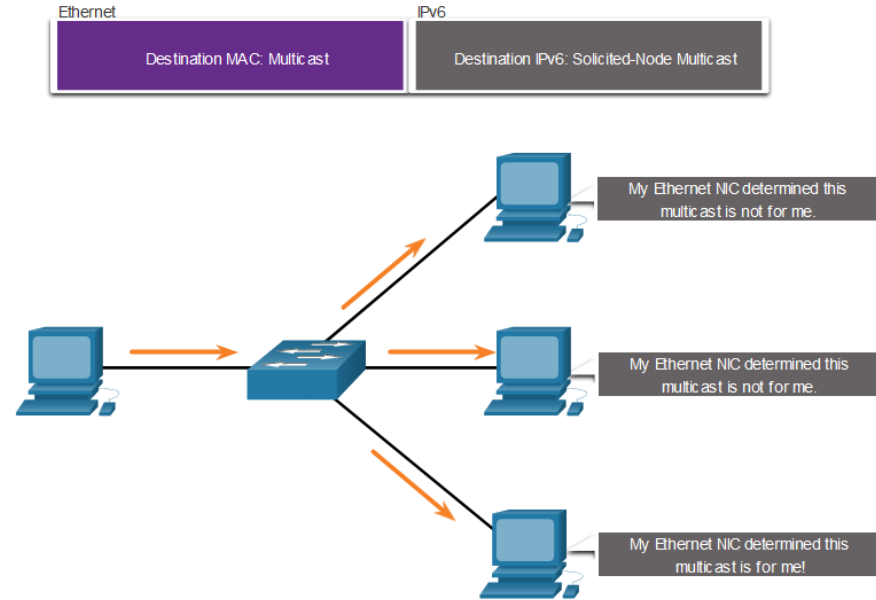 Ethernet
IPv6
Destination MAC: Multicast
Destination IPv6: Solicited-Node Multicast
My Ethernet NIC determined this
multicast is not for me.
My Ethernet NIC determined this
multicast is not for me.
My Ethernet NIC determined this
multicast is for me!